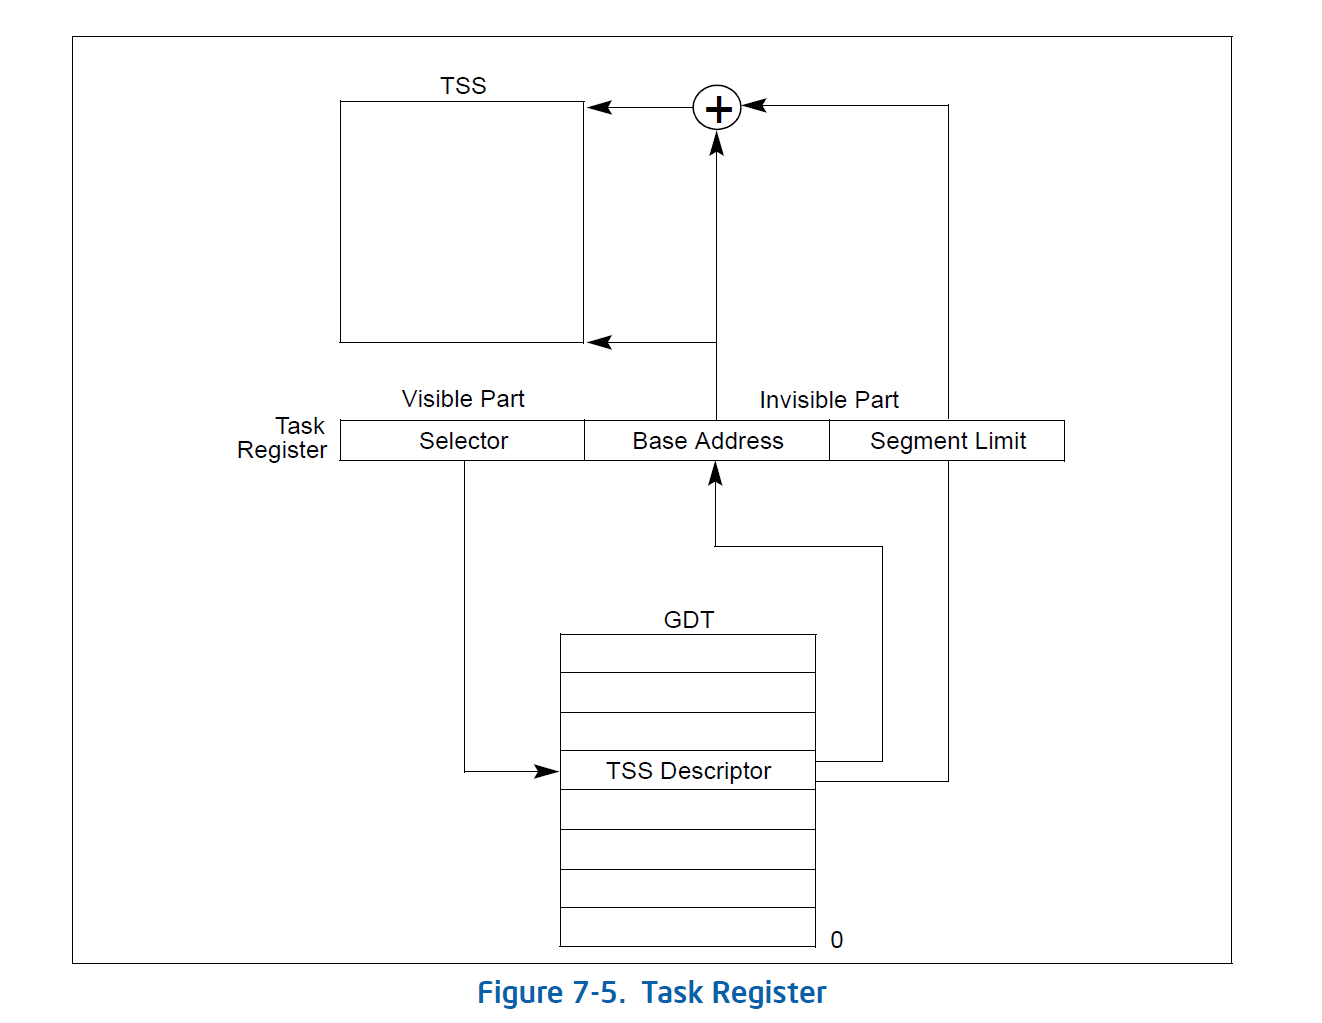 TSS
+
Visible Part
Invisible Part
Task
Register
Selector
Base Address
Segment Limit
GDT
TSS Descriptor
0
Figure 7-5. Task Register